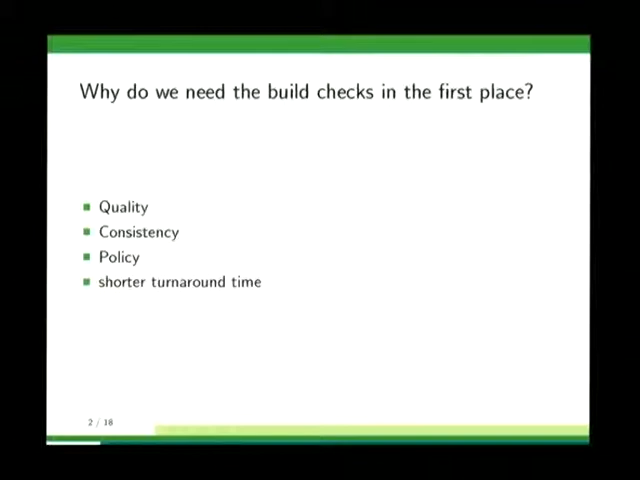 Why do we need the build checks in the first place?
Quality
Consistency
Policy
shorter turnaround time
2 / 18